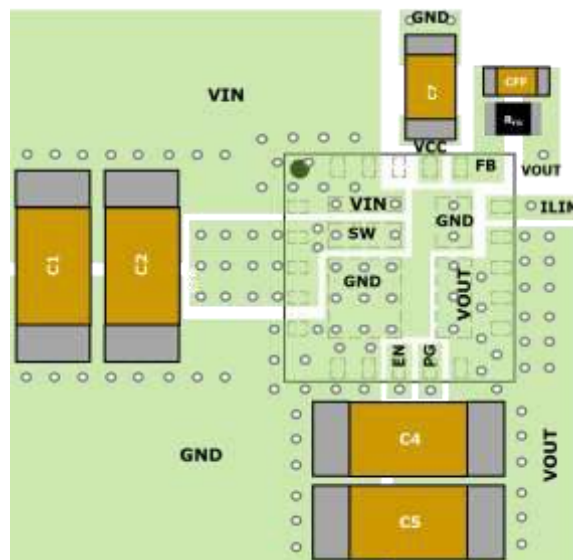 GND
VIN
CFF
VCC
FB
VOUT
VIN
GND
ILIM
SW
C1
C2
GND
VOUT
EN
PG
GND
C4
VOUT
C5